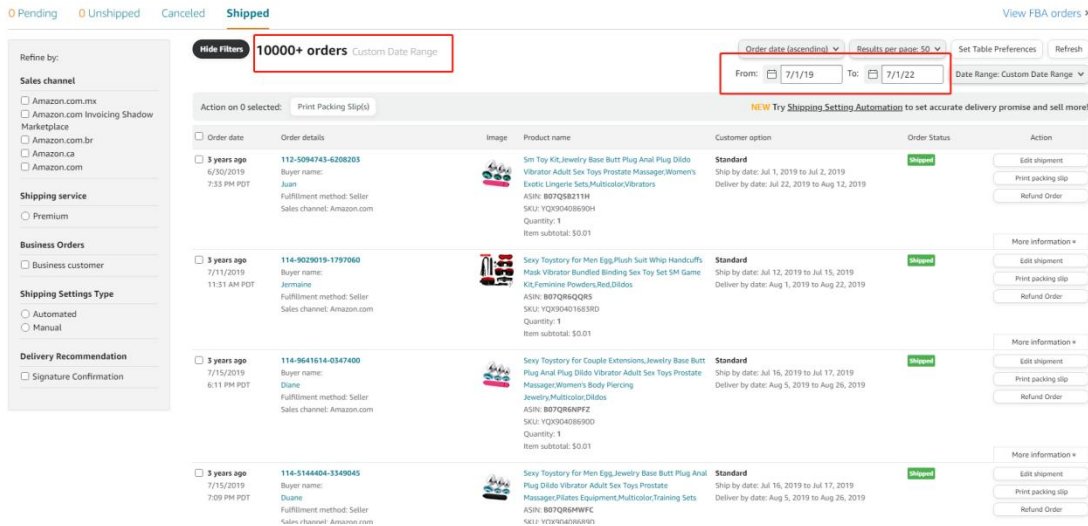 0 Pending 0 Unshipped Canceled Shipped View FBA orders
Refine by:
Sales channel
Amazon.com.mx
Amazon.com Invoicing Shadow
Marketplace
Amazon.com.br
Amazon.ca
Amazon.com
Shipping service
Premium
Business Orders
Business customer
Shipping Settings Type
Automated
Manual
Delivery Recommendation
Signature Confirmation
Hide Filters 10000+ orders Custom Date Range
Order date (ascending) Results per page: 50 Set Table Preferences Refresh
From: 7/1/19 To: 7/1/22 Date Range: Custom Date Range
Action on 0 selected: Print Packing Slip(s) NEW Try Shipping Setting Automation to set accurate delivery promise and sell more!
Order date Order details Image Product name Customer option Order Status Action
3 years ago
6/30/2019
7:33 PM PDT
112-5094743-6208203
Buyer name:
Juan
Fulfillment method: Seller
Sales channel: Amazon.com
Sm Toy Kit,Jewelry Base Butt Plug Anal Plug Dildo
Vibrator Adult Sex Toys Prostate Massager,Women's
Exotic Lingerie Sets,Multicolor,Vibrators
ASIN: B07QSB211H
SKU: YQX90408690H
Quantity: 1
Item subtotal: $0.01
Standard
Ship by date: Jul 1, 2019 to Jul 2, 2019
Deliver by date: Jul 22, 2019 to Aug 12, 2019
Shipped
Edit shipment
Print packing slip
Refund Order
More information
3 years ago
7/11/2019
11:31 AM PDT
114-9029019-1797060
Buyer name:
Jermaine
Fulfillment method: Seller
Sales channel: Amazon.com
Sexy Toystory for Men Egg,Plush Suit Whip Handcuffs
Mask Vibrator Bundled Binding Sex Toy Set SM Game
Kit,Feminine Powders,Red,Dildos
ASIN: B07QR6QQR5
SKU: YQX90401683RD
Quantity: 1
Item subtotal: $0.01
Standard
Ship by date: Jul 12, 2019 to Jul 15, 2019
Deliver by date: Aug 1, 2019 to Aug 22, 2019
Shipped
Edit shipment
Print packing slip
Refund Order
More information
3 years ago
7/15/2019
6:11 PM PDT
114-9641614-0347400
Buyer name:
Diane
Fulfillment method: Seller
Sales channel: Amazon.com
Sexy Toystory for Couple Extensions,Jewelry Base Butt
Plug Anal Plug Dildo Vibrator Adult Sex Toys Prostate
Massager,Women's Body Piercing
Jewelry,Multicolor,Dildos
ASIN: B07QR6NPFZ
SKU: YQX90408690D
Quantity: 1
Item subtotal: $0.01
Standard
Ship by date: Jul 16, 2019 to Jul 17, 2019
Deliver by date: Aug 5, 2019 to Aug 26, 2019
Shipped
Edit shipment
Print packing slip
Refund Order
More information
3 years ago
7/15/2019
7:09 PM PDT
114-5144404-3349045
Buyer name:
Duane
Fulfillment method: Seller
Sales channel: Amazon.com
Sexy Toystory for Men Egg,Jewelry Base Butt Plug Anal
Plug Dildo Vibrator Adult Sex Toys Prostate
Massager,Pilates Equipment,Multicolor,Training Sets
ASIN: B07QR6MWFC
SKU: YQX90408689D
Standard
Ship by date: Jul 16, 2019 to Jul 17, 2019
Deliver by date: Aug 5, 2019 to Aug 26, 2019
Shipped
Edit shipment
Print packing slip
Refund Order